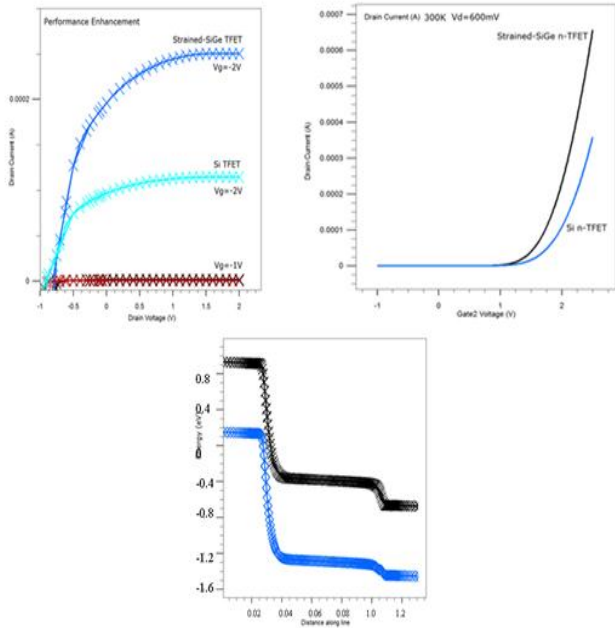 Performance Enhancement
Strained-SiGe TFET
Vg=-2V
0.0002
Si TFET
Vg=-2V
Vg=-1V
0
Drain-Current (A)
-1 -0.5 0 0.5 1 1.5 2
Drain Voltage (V)
Drain Current (A) 300K Vd=600mV
Strained-SiGe n-TFET
0.0007
0.0006
0.0005
0.0004
0.0003
0.0002
0.0001
0
Drain-Current (A)
Si n-TFET
-1 0 1 2
Gate2 Voltage (V)
0.8
0.4
0
-0.4
-0.8
-1.2
-1.6
Energy (eV)
0.02 0.04 0.06 0.08 1.0 1.2
Distance along line